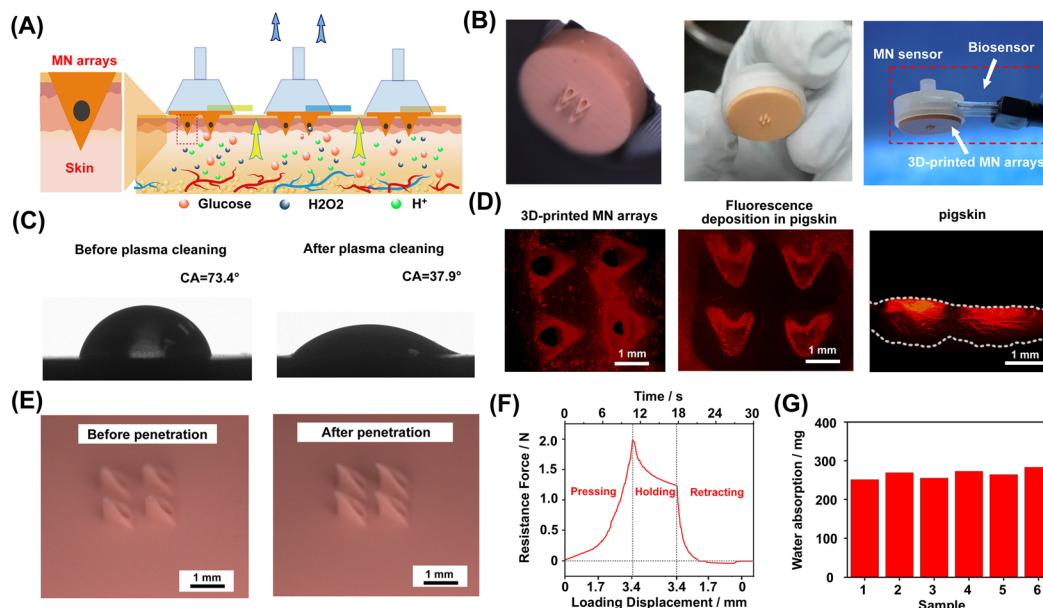 (A)
MN arrays
Skin
Glucose
H2O2
H+
(B)
MN sensor
Biosensor
3D-printed MN arrays
(C)
Before plasma cleaning
CA=73.4°
After plasma cleaning
CA=37.9°
(D)
3D-printed MN arrays
1 mm
Fluorescence
deposition in pigskin
1 mm
pigskin
1 mm
(E)
Before penetration
1 mm
After penetration
1 mm
(F)
Time / s
0 6 12 18 24 30
Resistance Force / N
2.0
1.5
1.0
0.5
0
Pressing
Holding
Retracting
0 1.7 3.4 3.4 1.7 0
Loading Displacement / mm
(G)
Water absorption / mg
400
300
200
100
0
1 2 3 4 5 6
Sample